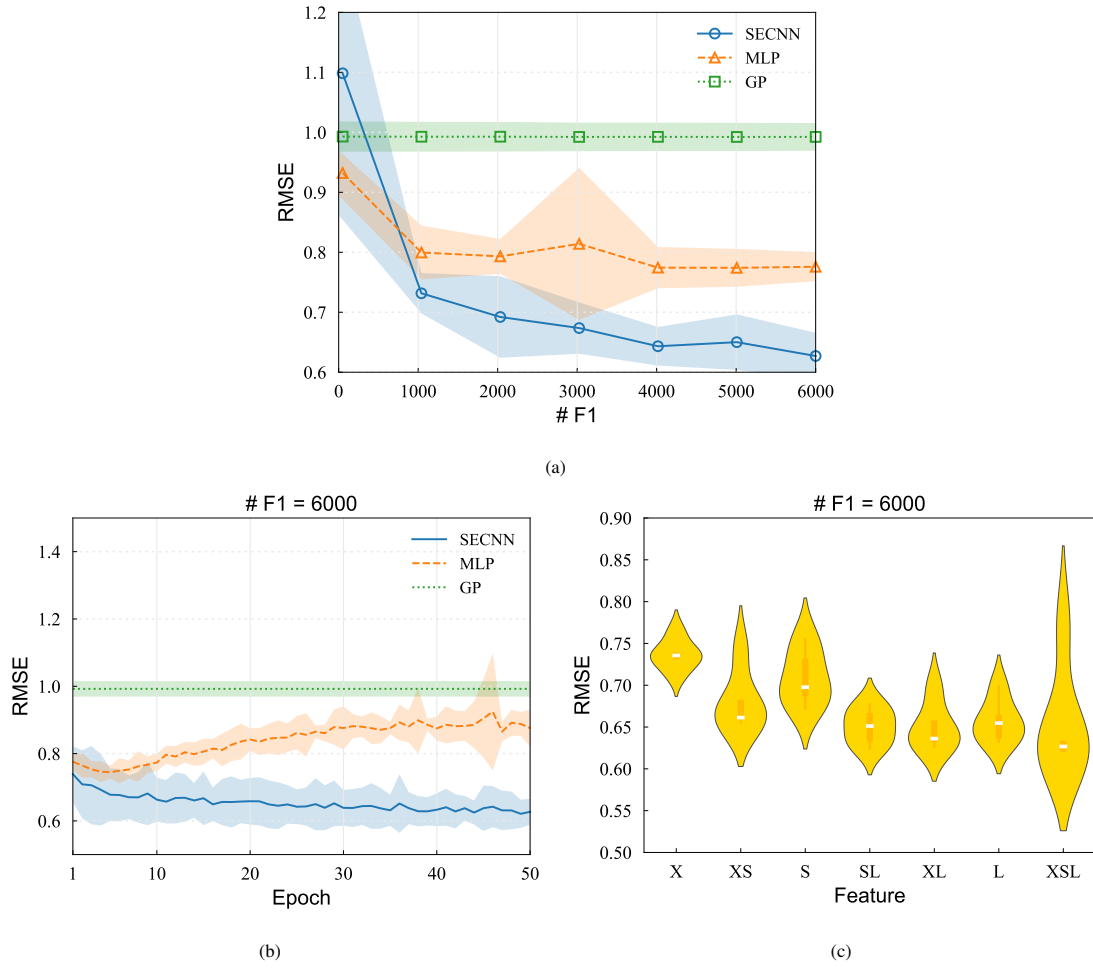 1.2
1.1
1.0
0.9
0.8
0.7
0.6
RMSE
SECNN
MLP
GP
0 1000 2000 3000 4000 5000 6000
# F1
(a)
# F1 = 6000
1.4
1.2
1.0
0.8
0.6
RMSE
SECNN
MLP
GP
1 10 20 30 40 50
Epoch
(b)
# F1 = 6000
0.90
0.85
0.80
0.75
0.70
0.65
0.60
0.55
0.50
RMSE
X XS S SL XL L XSL
Feature
(c)